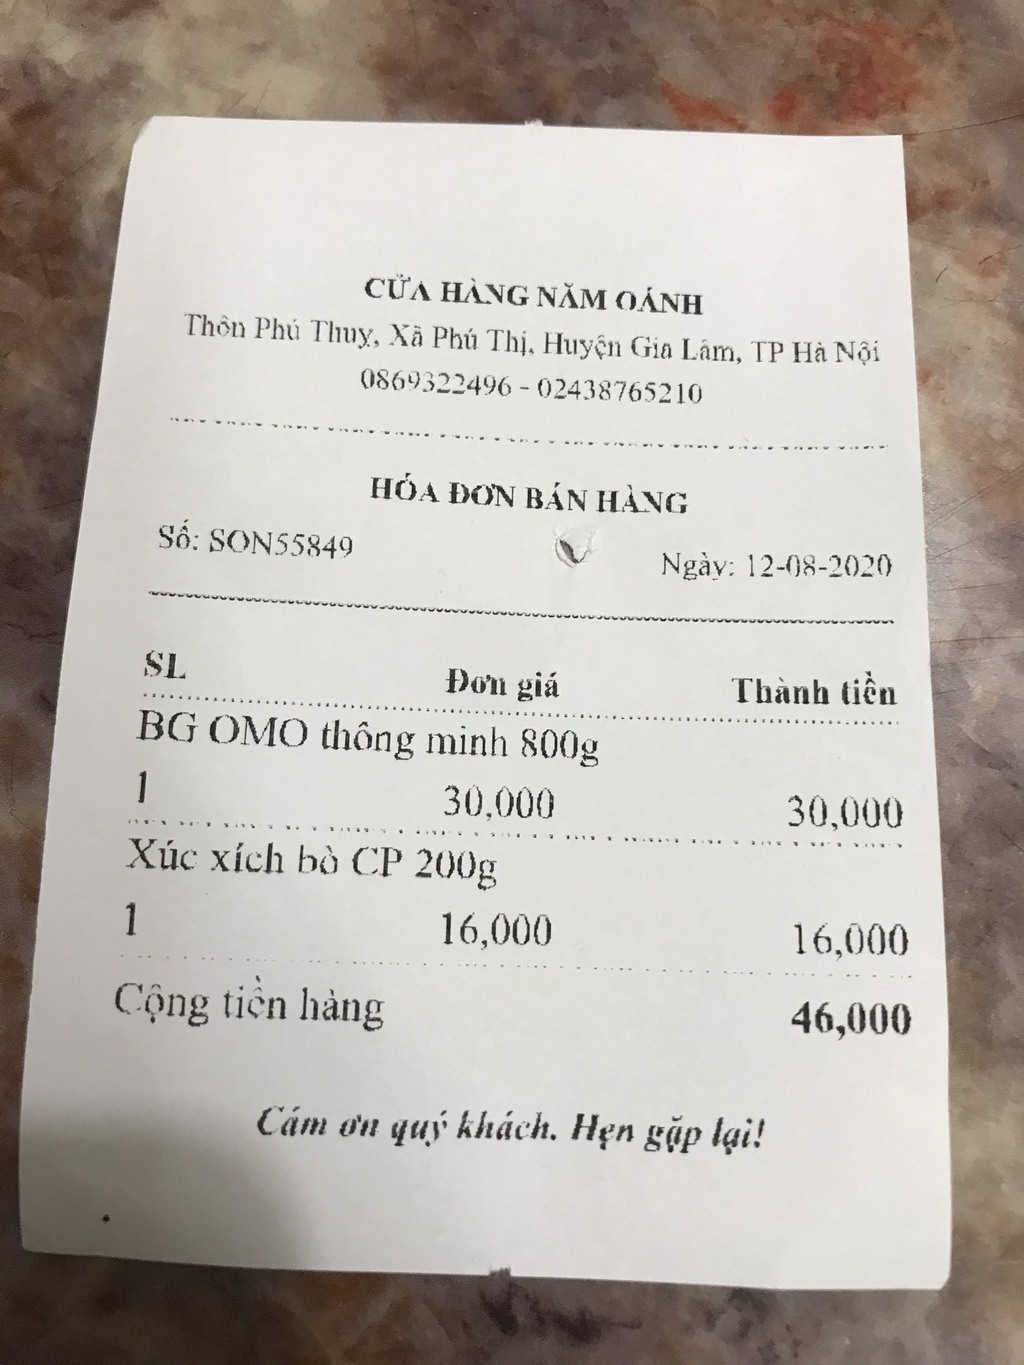 CỬA HÀNG NĂM OÁNH
Thôn Phú Thuy, Xã Phú Thị, Huyện Gia Lâm, TP Hà Nội
0869322496 - 02438765210
HÓA ĐƠN BÁN HÀNG
Số: SON55849 Ngày: 12-08-2020
SL Đơn giá Thành tiền
BG OMO thông minh 800g
1 30,000 30,000
Xúc xích bò CP 200g
1 16,000 16,000
Cộng tiền hàng 46,000
Cám ơn quý khách. Hẹn gặp lại!